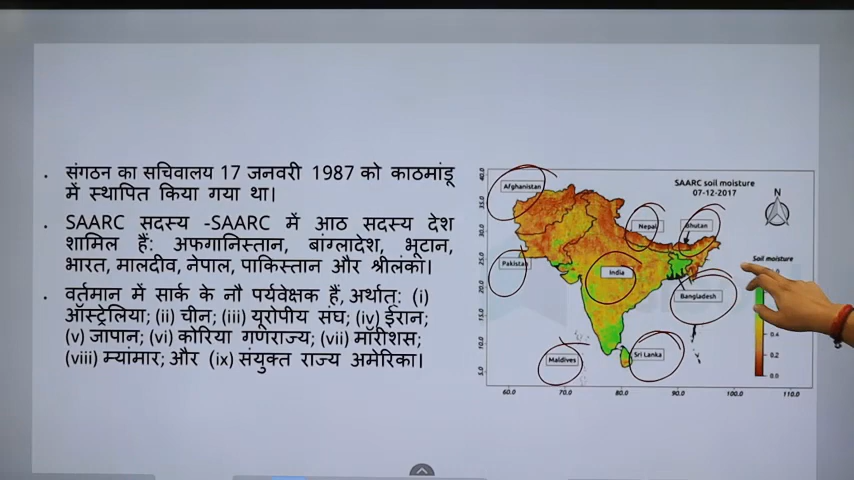 . संगठन का सचिवालय 17 जनवरी 1987 को काठमांडू
में स्थापित किया गया था।
. SAARC सदस्य -SAARC में आठ सदस्य देश
शामिल हैं: अफगानिस्तान, बांग्लादेश, भूटान,
भारत, मालदीव, नेपाल, पाकिस्तान और श्रीलंका।
. वर्तमान में सार्क के नौ पर्यवेक्षक हैं, अर्थात्: (i)
ऑस्ट्रेलिया; (ii) चीन; (iii) यूरोपीय संघ; (iv) ईरान;
(v) जापान; (vi) कोरिया गणराज्य; (vii) मॉरीशस;
(viii) म्यांमार; और (ix) संयुक्त राज्य अमेरिका।
SAARC soil moisture
07-12-2017
N
Afghanistan
Nepal
Bhutan
Pakistan
India
Bangladesh
Maldives
Sri Lanka
Soil moisture
0.4
0.2
0.0
40.0
35.0
30.0
25.0
20.0
15.0
10.0
5.0
60.0 70.0 80.0 90.0 100.0 110.0